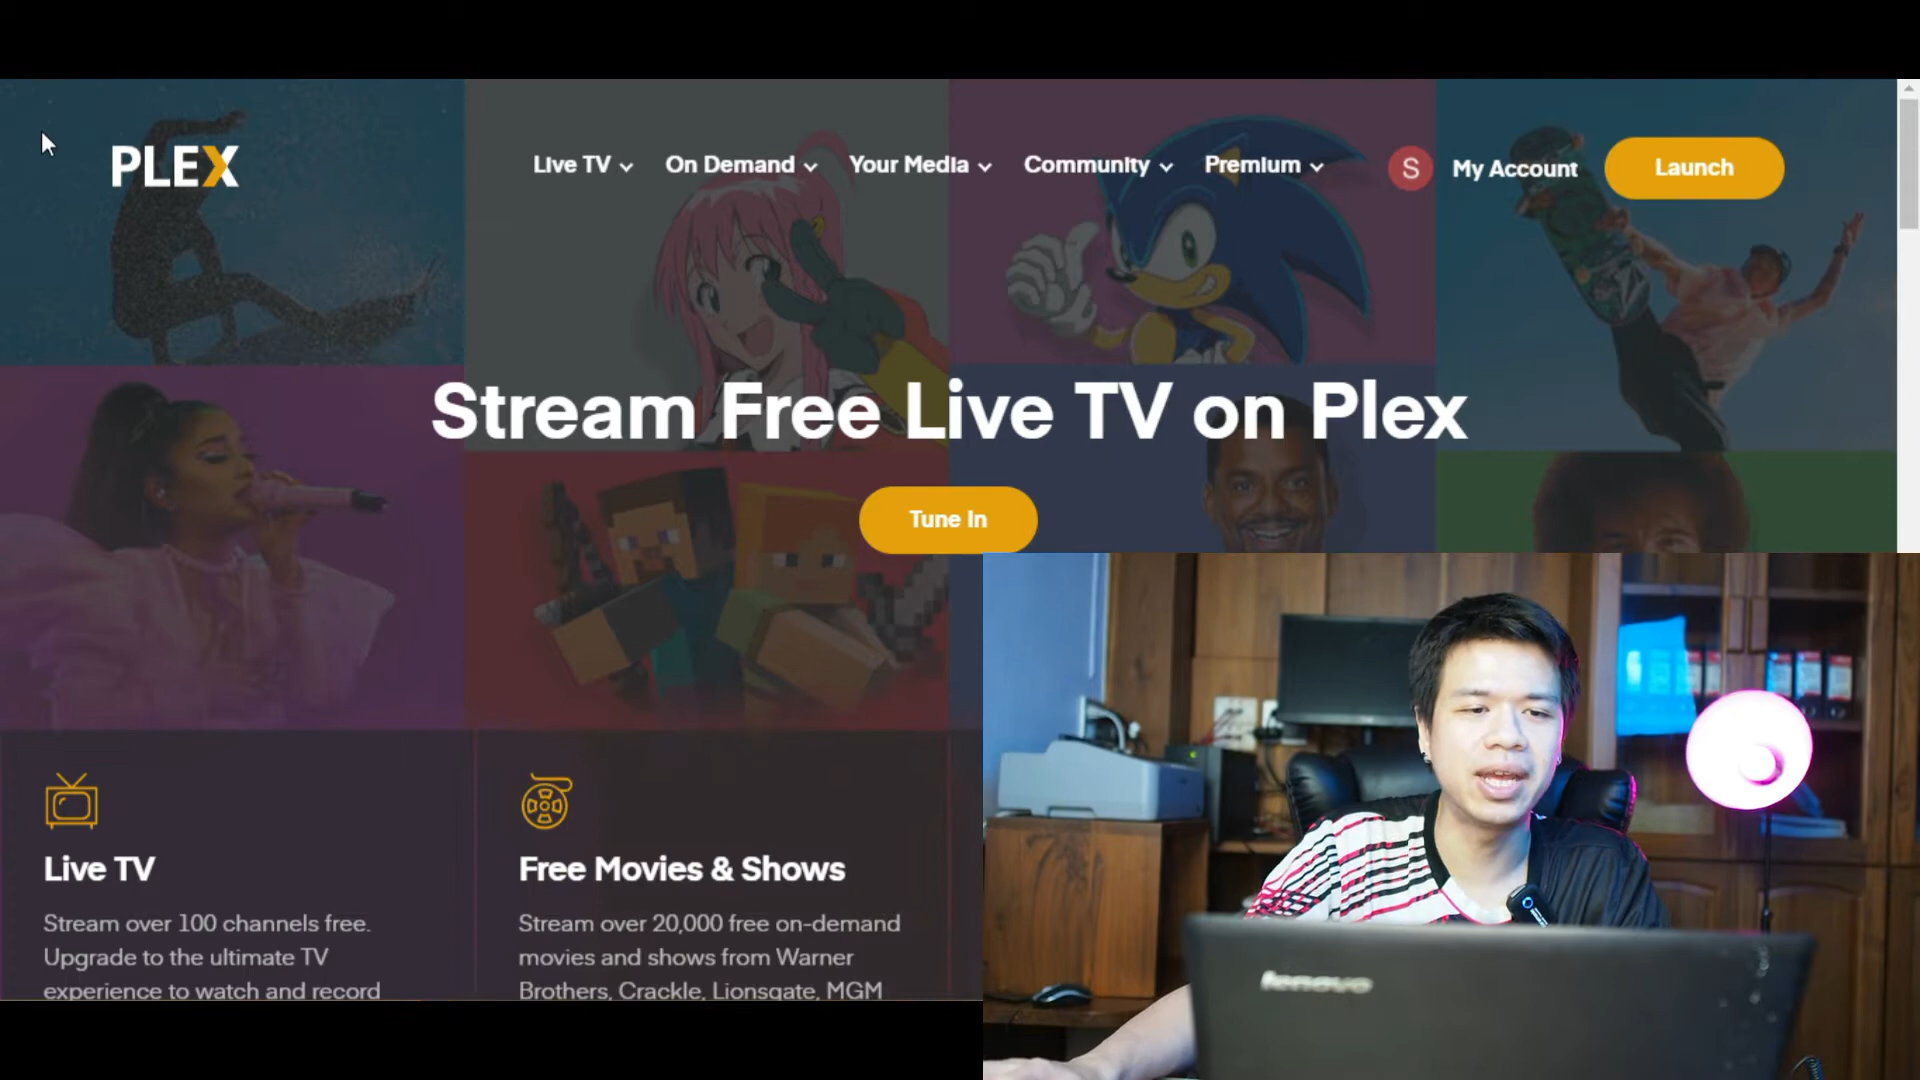 PLEX
Live TV
On Demand
Your Media
Community
Premium
S
My Account
Launch
Stream Free Live TV on Plex
Tune In
Live TV
Stream over 100 channels free.
Upgrade to the ultimate TV
experience to watch and record
Free Movies & Shows
Stream over 20,000 free on-demand
movies and shows from Warner
Brothers, Crackle, Lionsgate, MGM
lenovo